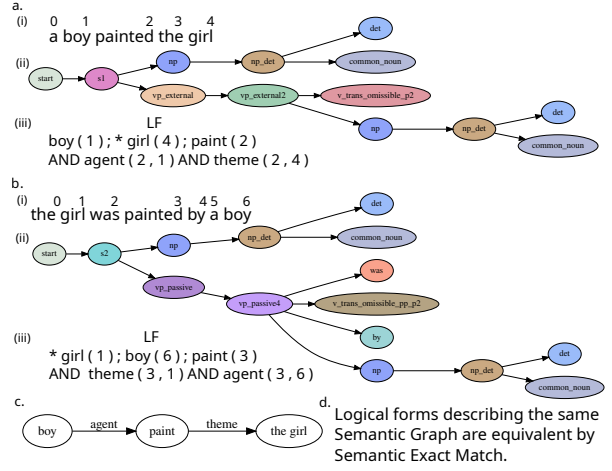 a.
(i) 0 1 2 3 4
a boy painted the girl
(ii)
start s1 np np_det det
common_noun
vp_external vp_external2 v_trans_omissible_p2
np np_det det
common_noun
(iii) LF
boy ( 1 ) ; * girl ( 4 ) ; paint ( 2 )
AND agent ( 2 , 1 ) AND theme ( 2 , 4 )
b.
(i) 0 1 2 3 4 5 6
the girl was painted by a boy
(ii)
start s2 np np_det det
common_noun
vp_passive vp_passive4 was
v_trans_omissible_pp_p2
by
np np_det det
common_noun
(iii) LF
* girl ( 1 ) ; boy ( 6 ) ; paint ( 3 )
AND theme ( 3 , 1 ) AND agent ( 3 , 6 )
c.
boy agent paint theme the girl
d.
Logical forms describing the same
Semantic Graph are equivalent by
Semantic Exact Match.